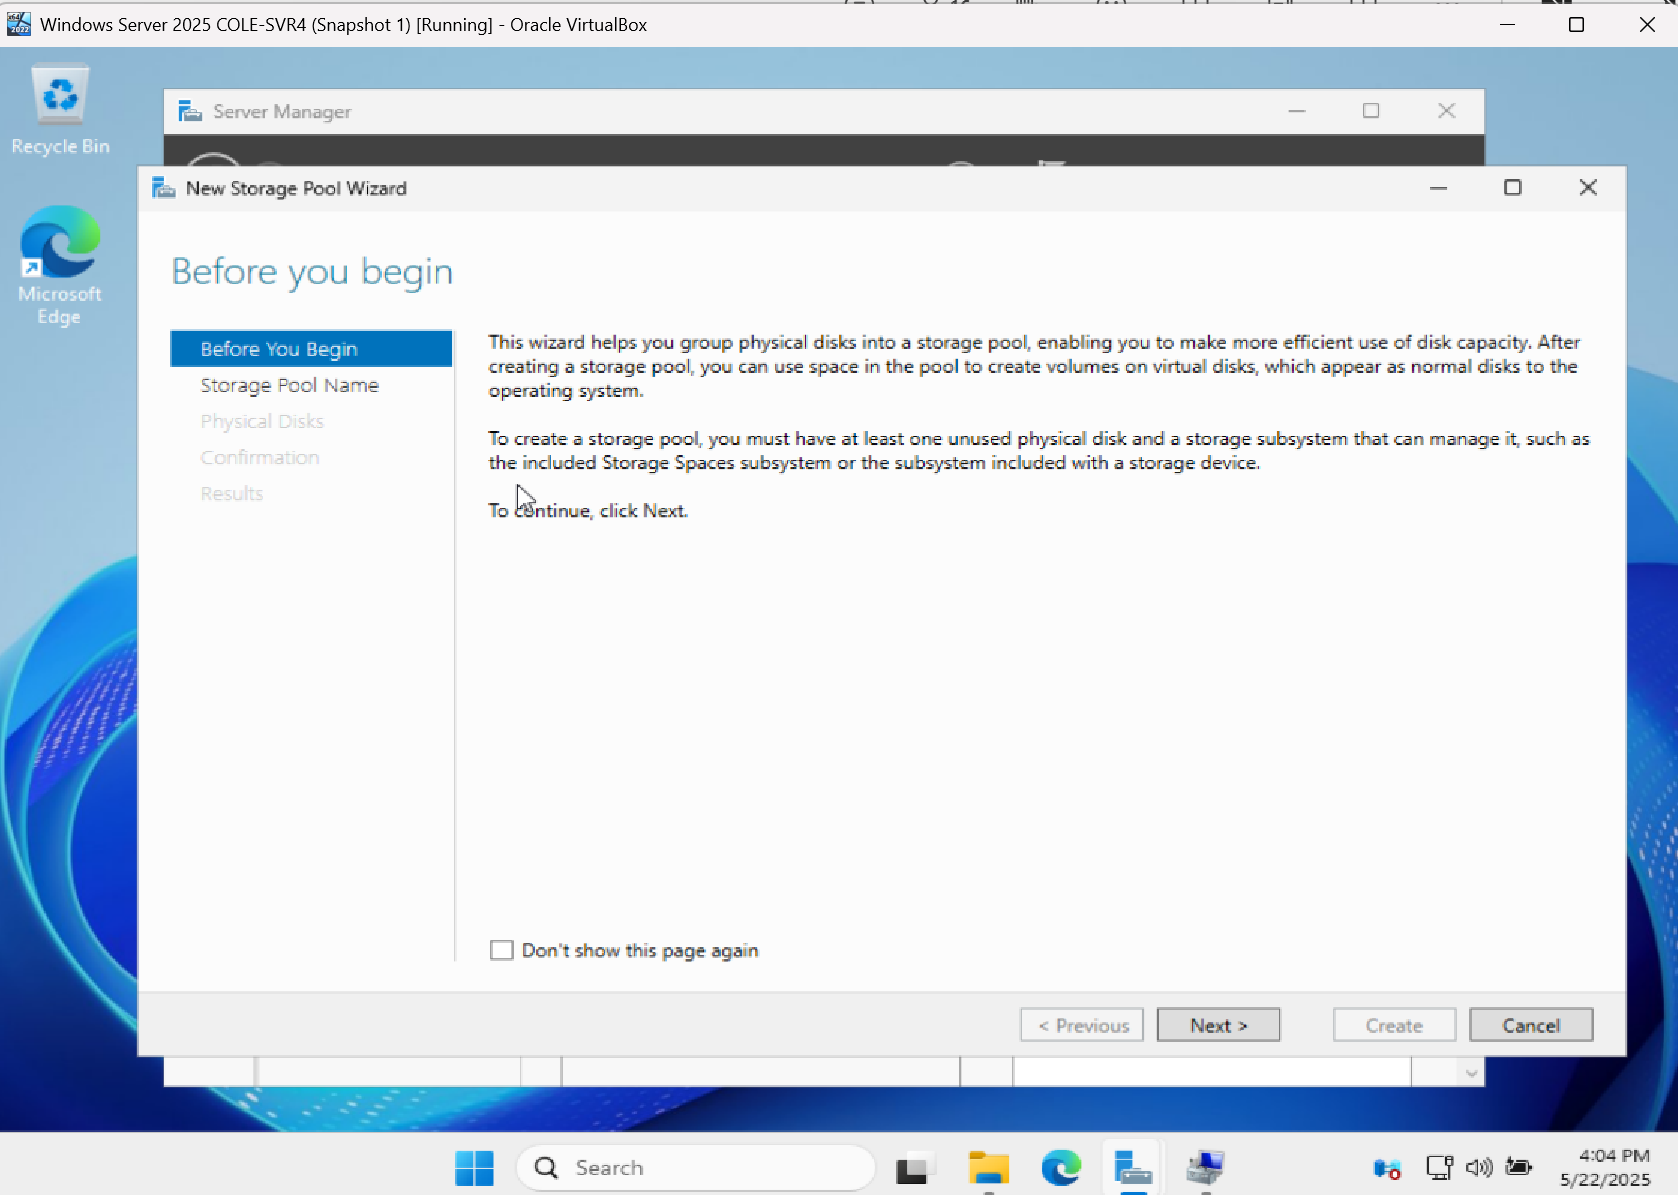 Windows Server 2025 COLE-SVR4 (Snapshot 1) [Running] - Oracle VirtualBox
Recycle Bin
Microsoft
Edge
Server Manager
New Storage Pool Wizard
Before you begin
Before You Begin
Storage Pool Name
Physical Disks
Confirmation
Results
This wizard helps you group physical disks into a storage pool, enabling you to make more efficient use of disk capacity. After
creating a storage pool, you can use space in the pool to create volumes on virtual disks, which appear as normal disks to the
operating system.
To create a storage pool, you must have at least one unused physical disk and a storage subsystem that can manage it, such as
the included Storage Spaces subsystem or the subsystem included with a storage device.
To continue, click Next.
Don't show this page again
< Previous
Next >
Create
Cancel
Search
4:04 PM
5/22/2025